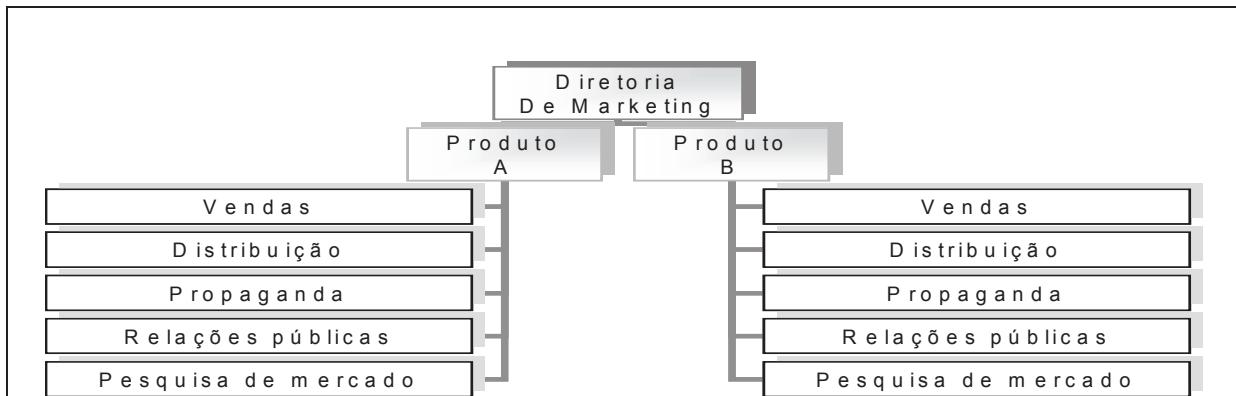 Diretoria
De Marketing
Produto
A
Produto
B
Vendas
Distribuição
Propaganda
Relações públicas
Pesquisa de mercado
Vendas
Distribuição
Propaganda
Relações públicas
Pesquisa de mercado